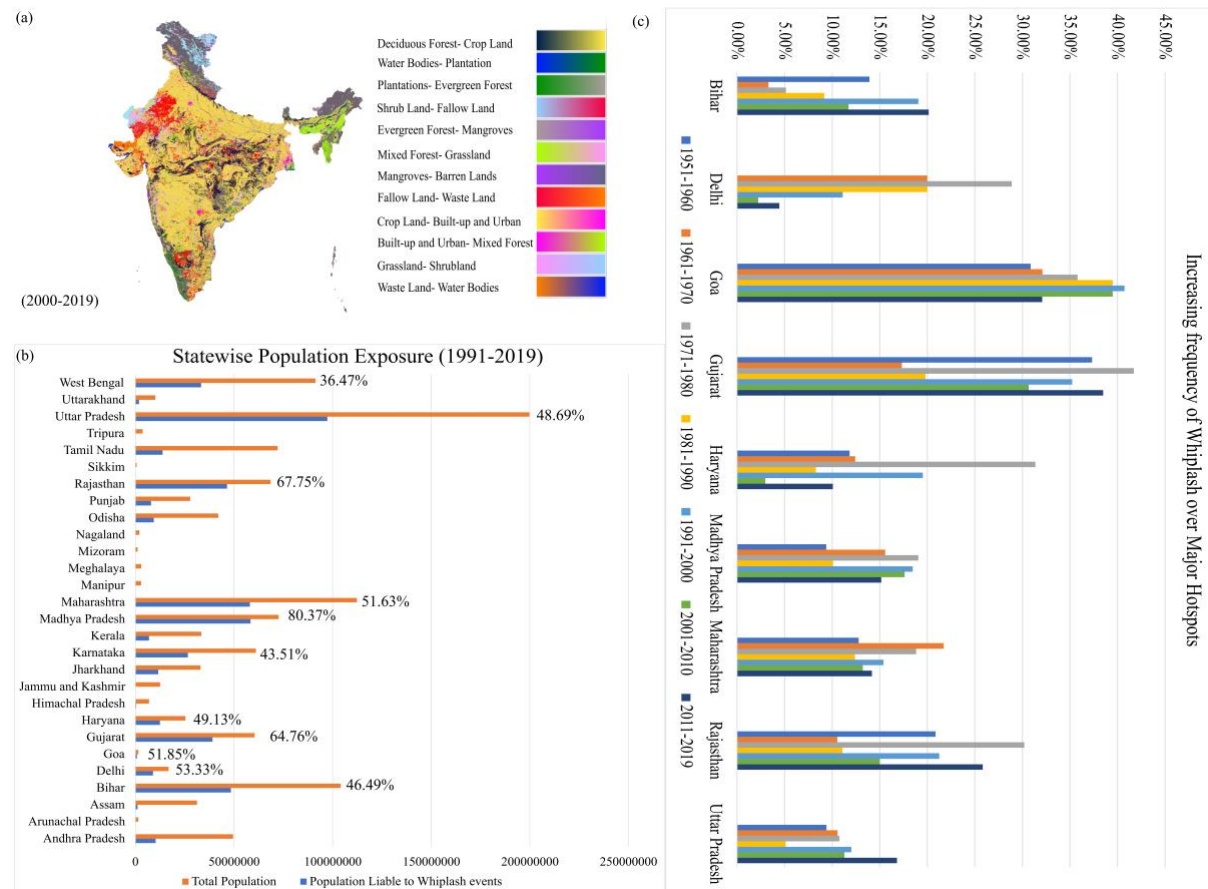 (a)
Deciduous Forest- Crop Land
Water Bodies- Plantation
Plantations- Evergreen Forest
Shrub Land- Fallow Land
Evergreen Forest- Mangroves
Mixed Forest- Grassland
Mangroves- Barren Lands
Fallow Land- Waste Land
Crop Land- Built-up and Urban
Built-up and Urban- Mixed Forest
Grassland- Shrubland
Waste Land- Water Bodies
(2000-2019)
(b)
Statewise Population Exposure (1991-2019)
West Bengal 36.47%
Uttarakhand
Uttar Pradesh 48.69%
Tripura
Tamil Nadu
Sikkim
Rajasthan 67.75%
Punjab
Odisha
Nagaland
Mizoram
Meghalaya
Manipur
Maharashtra 51.63%
Madhya Pradesh 80.37%
Kerala
Karnataka 43.51%
Jharkhand
Jammu and Kashmir
Himachal Pradesh
Haryana 49.13%
Gujarat 64.76%
Goa 51.85%
Delhi 53.33%
Bihar 46.49%
Assam
Arunachal Pradesh
Andhra Pradesh
0 50000000 100000000 150000000 200000000 250000000
Total Population Population Liable to Whiplash events
(c)
Increasing frequency of Whiplash over Major Hotspots
45.00%
40.00%
35.00%
30.00%
25.00%
20.00%
15.00%
10.00%
5.00%
0.00%
Bihar Delhi Goa Gujarat Haryana Madhya Pradesh Maharashtra Rajasthan Uttar Pradesh
1951-1960 1961-1970 1971-1980 1981-1990 1991-2000 2001-2010 2011-2019